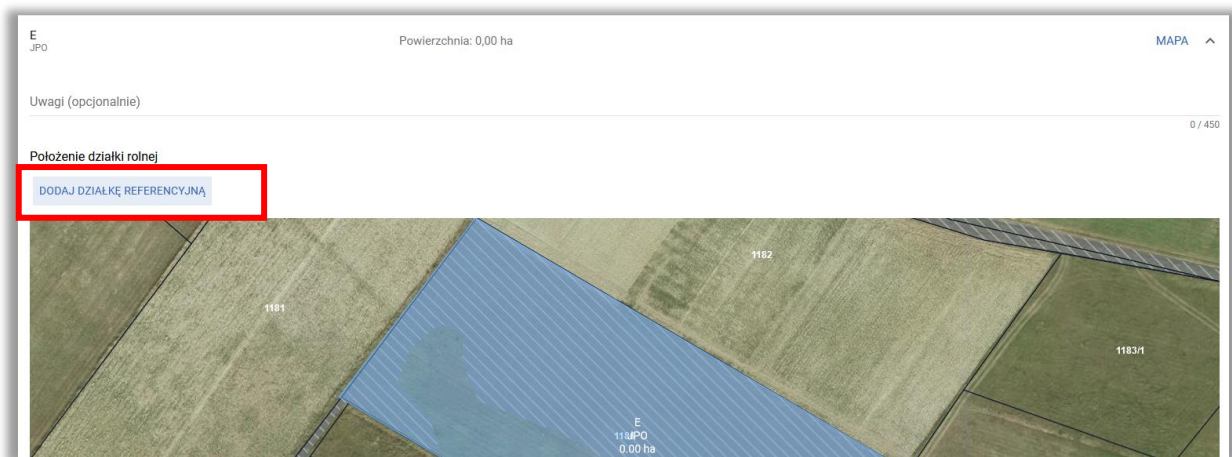 E
JPO
Powierzchnia: 0,00 ha
MAPA
Uwagi (opcjonalnie)
0 / 450
Położenie działki rolnej
DODAJ DZIAŁKĘ REFERENCYJNĄ
1182
1181
1183/1
E
JPO
0.00 ha